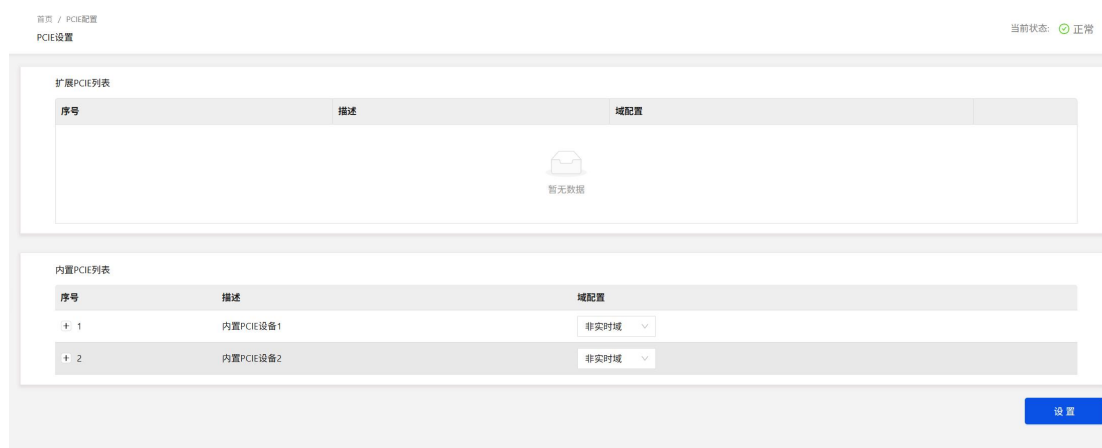 首页 / PCIE配置
PCIE设置
当前状态: 正常
扩展PCIE列表
序号 描述 域配置
暂无数据
内置PCIE列表
序号 描述 域配置
1 内置PCIE设备1 非实时域
2 内置PCIE设备2 非实时域
设 置